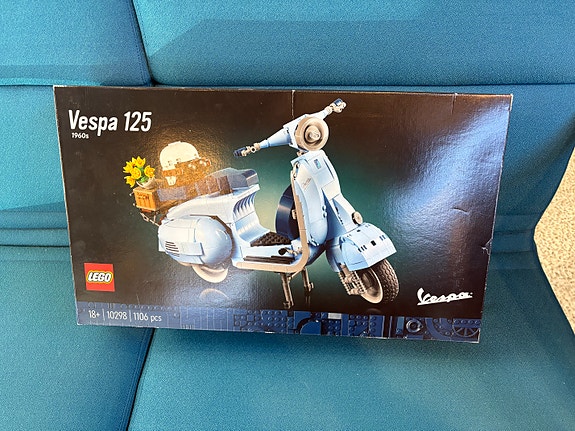 Vespa 125
1960s
LEGO
Vespa
18+ | 10298 | 1106 pcs